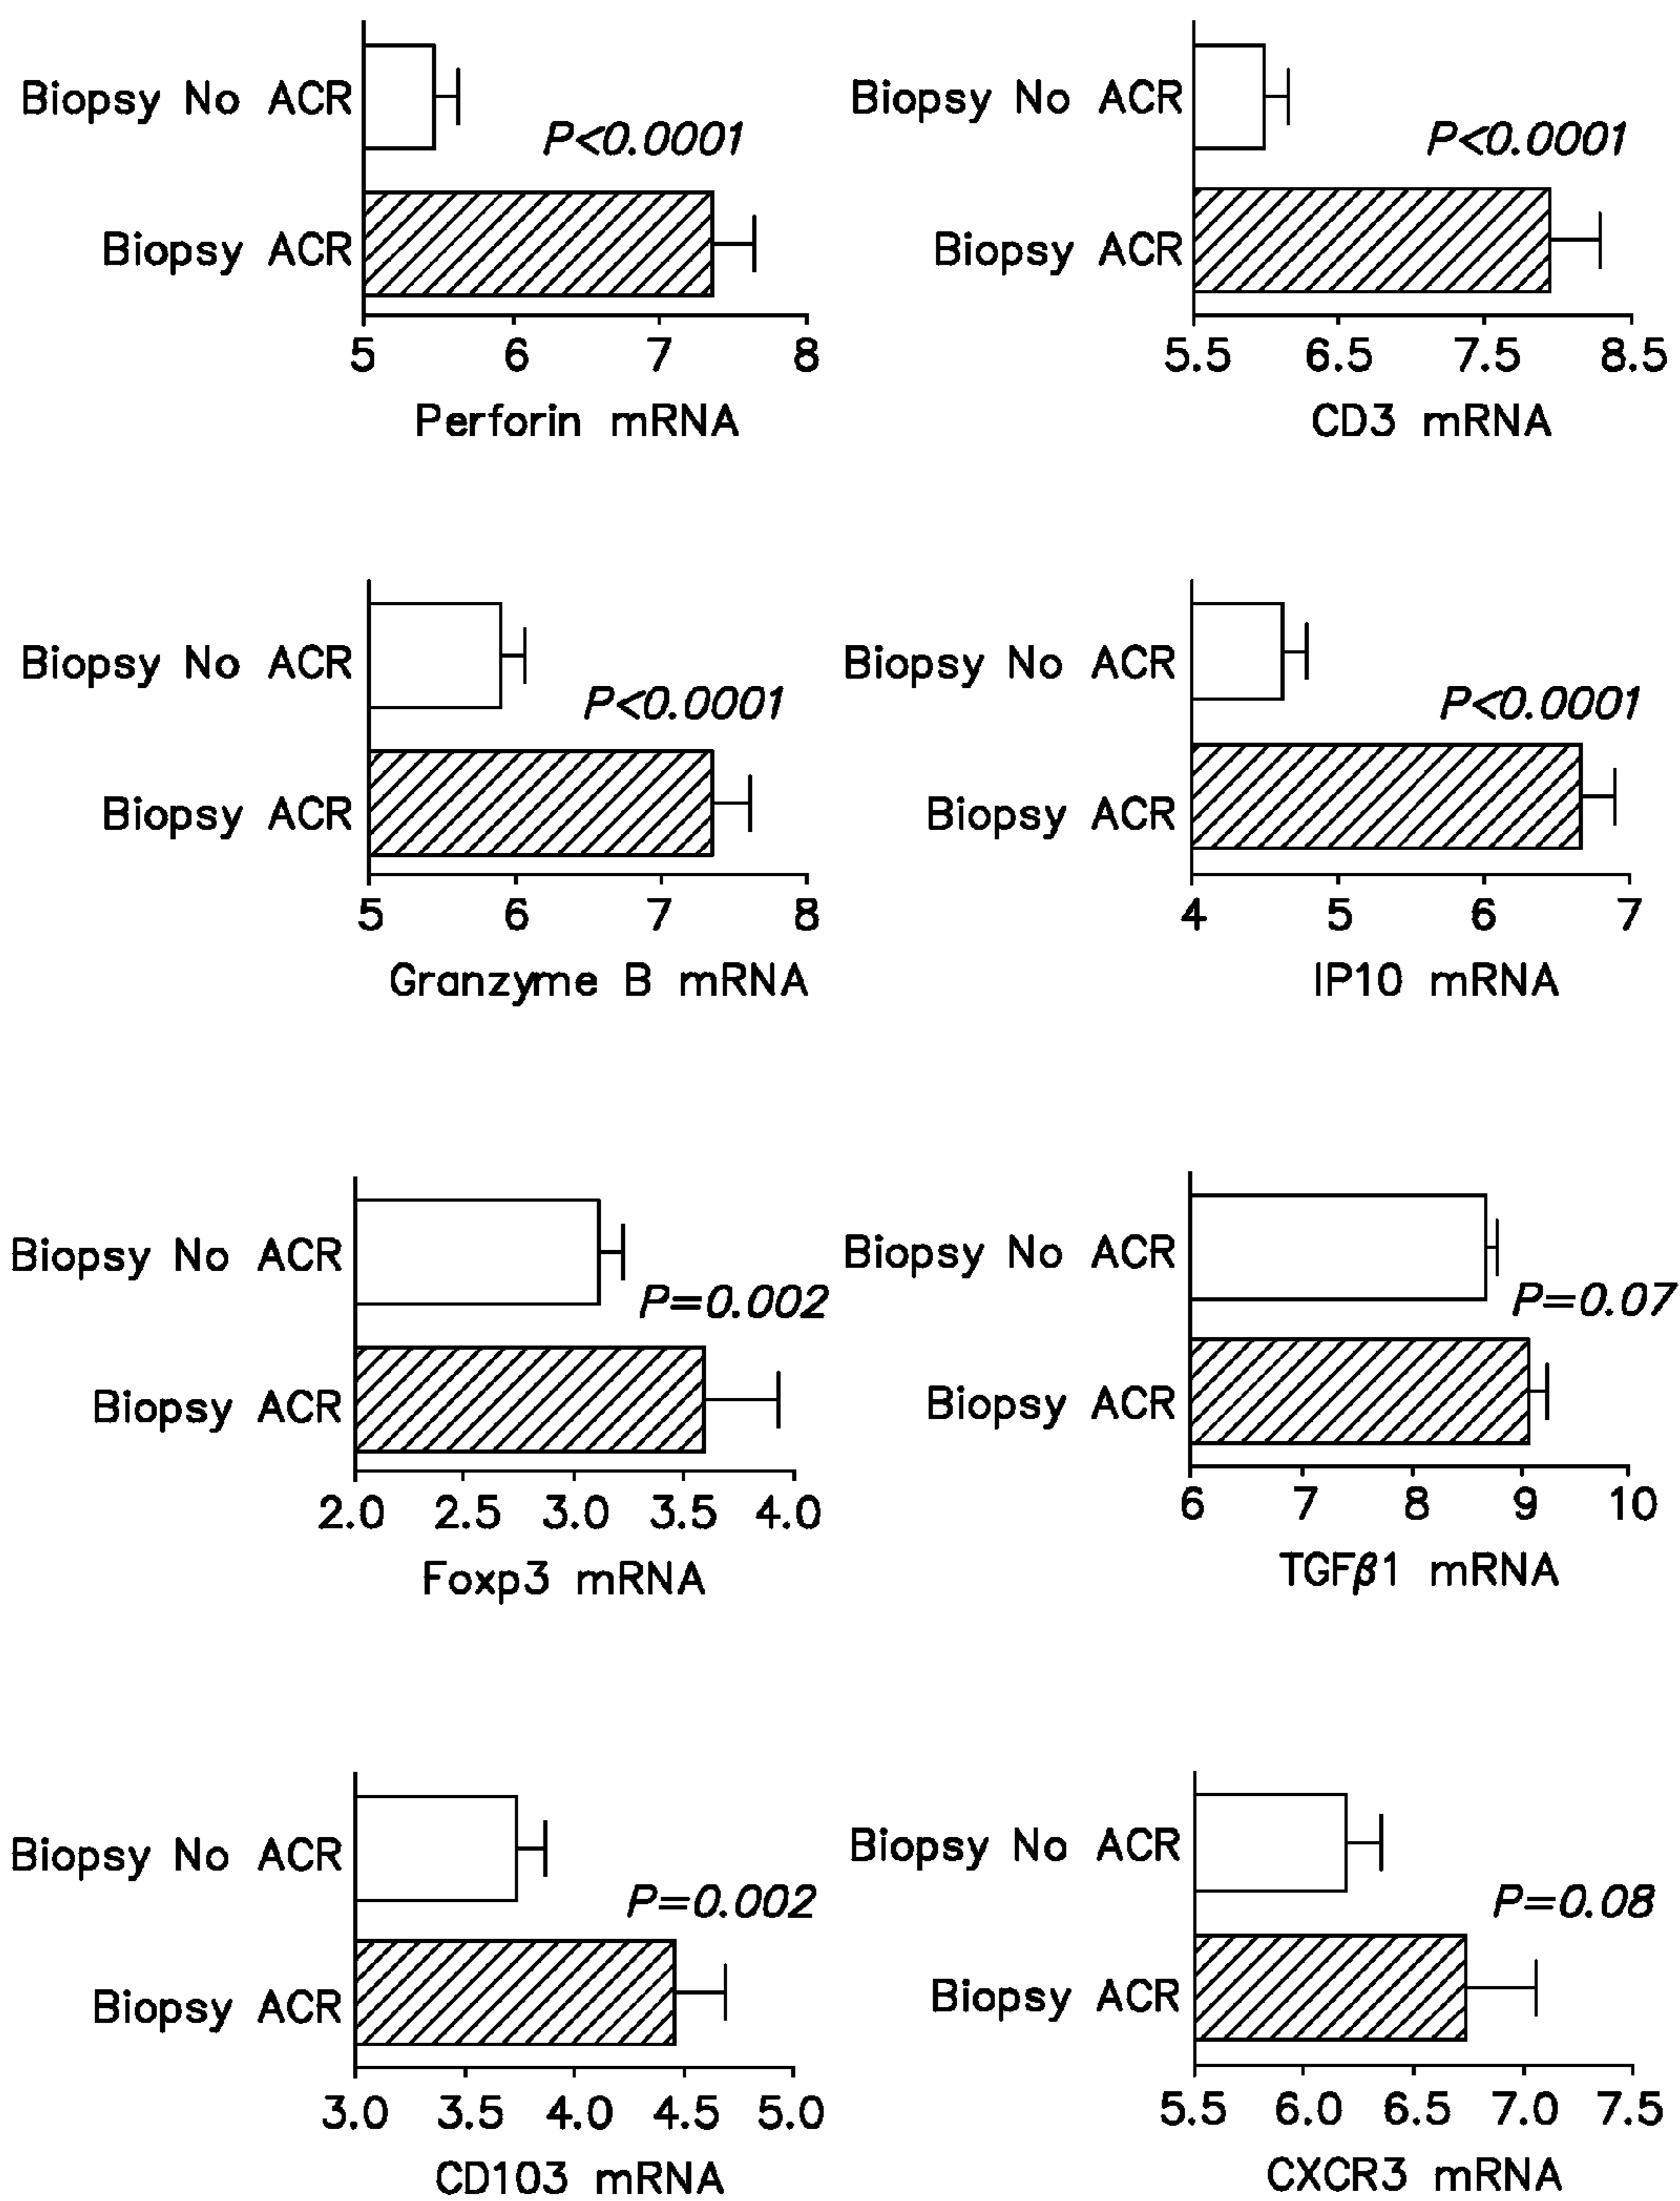 Biopsy No ACR
P<0.0001
Biopsy ACR
5 6 7 8
Perforin mRNA
Biopsy No ACR
P<0.0001
Biopsy ACR
5.5 6.5 7.5 8.5
CD3 mRNA
Biopsy No ACR
P<0.0001
Biopsy ACR
5 6 7 8
Granzyme B mRNA
Biopsy No ACR
P<0.0001
Biopsy ACR
4 5 6 7
IP10 mRNA
Biopsy No ACR
P=0.002
Biopsy ACR
2.0 2.5 3.0 3.5 4.0
Foxp3 mRNA
Biopsy No ACR
P=0.07
Biopsy ACR
6 7 8 9 10
TGFβ1 mRNA
Biopsy No ACR
P=0.002
Biopsy ACR
3.0 3.5 4.0 4.5 5.0
CD103 mRNA
Biopsy No ACR
P=0.08
Biopsy ACR
5.5 6.0 6.5 7.0 7.5
CXCR3 mRNA